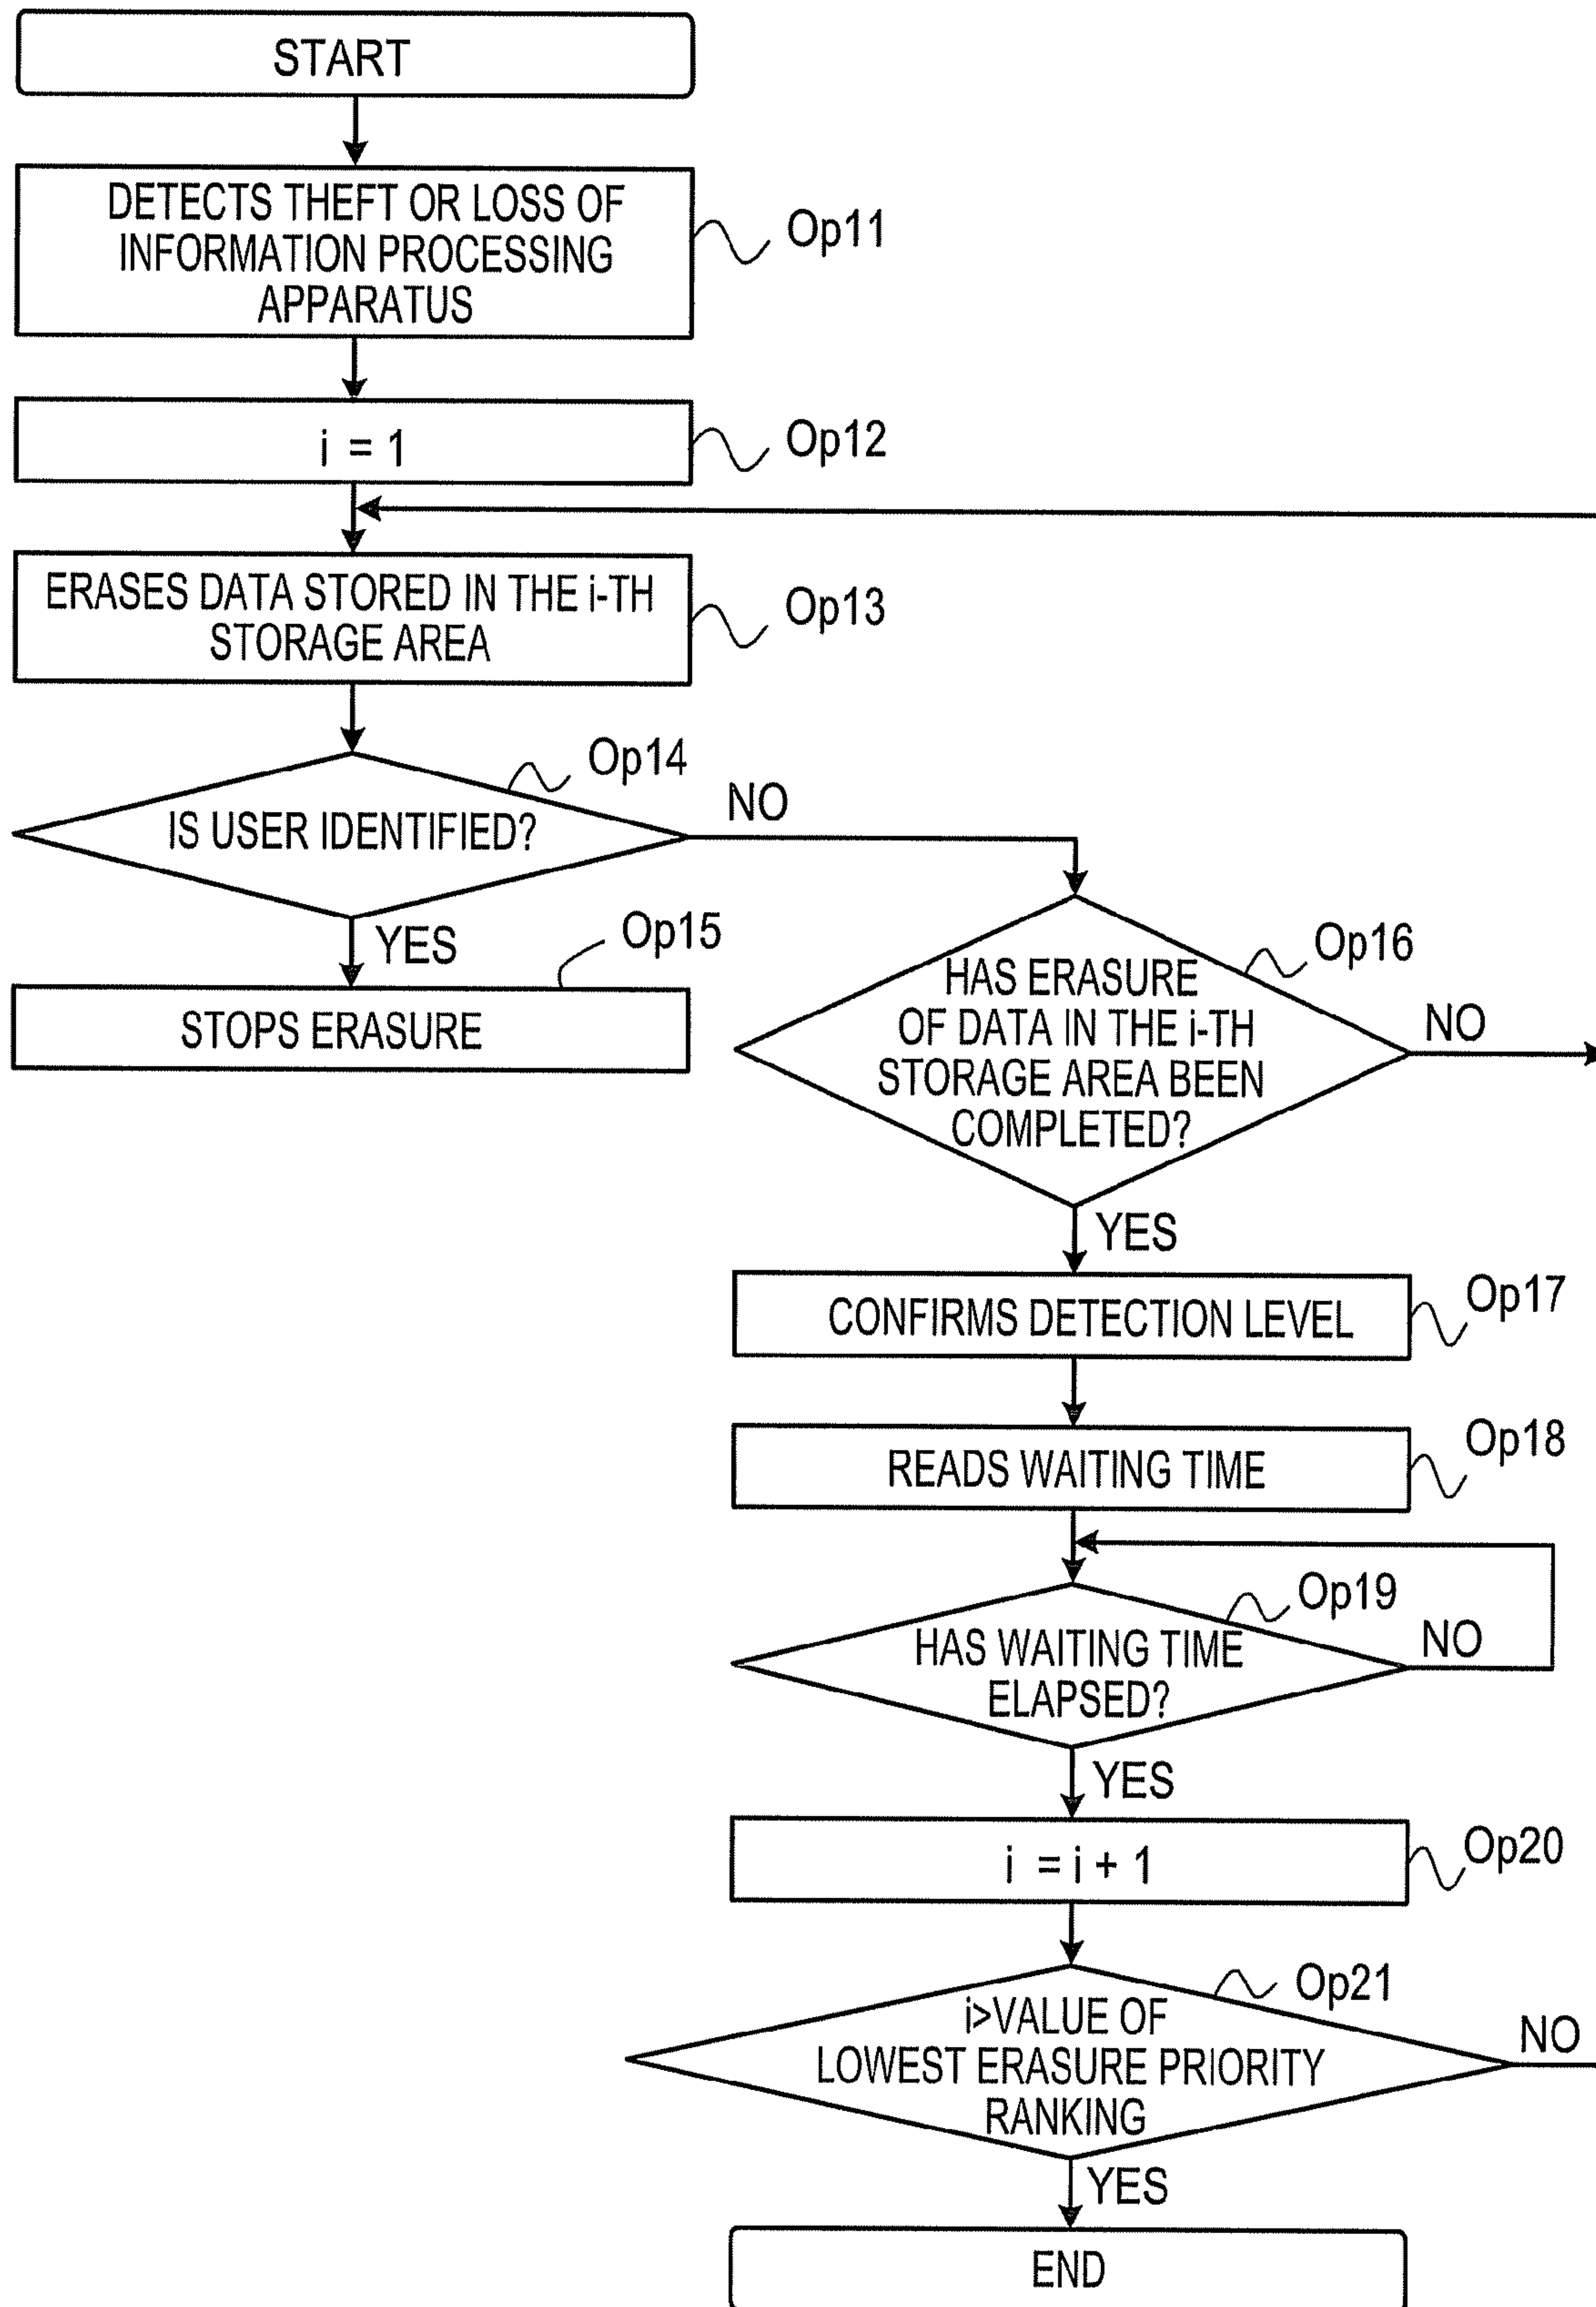 START
DETECTS THEFT OR LOSS OF
INFORMATION PROCESSING
APPARATUS
Op11
i = 1
Op12
ERASES DATA STORED IN THE i-TH
STORAGE AREA
Op13
Op14
IS USER IDENTIFIED?
NO
YES
Op15
STOPS ERASURE
Op16
HAS ERASURE
OF DATA IN THE i-TH
STORAGE AREA BEEN
COMPLETED?
NO
YES
CONFIRMS DETECTION LEVEL
Op17
READS WAITING TIME
Op18
Op19
HAS WAITING TIME
ELAPSED?
NO
YES
i = i + 1
Op20
Op21
i>VALUE OF
LOWEST ERASURE PRIORITY
RANKING
NO
YES
END